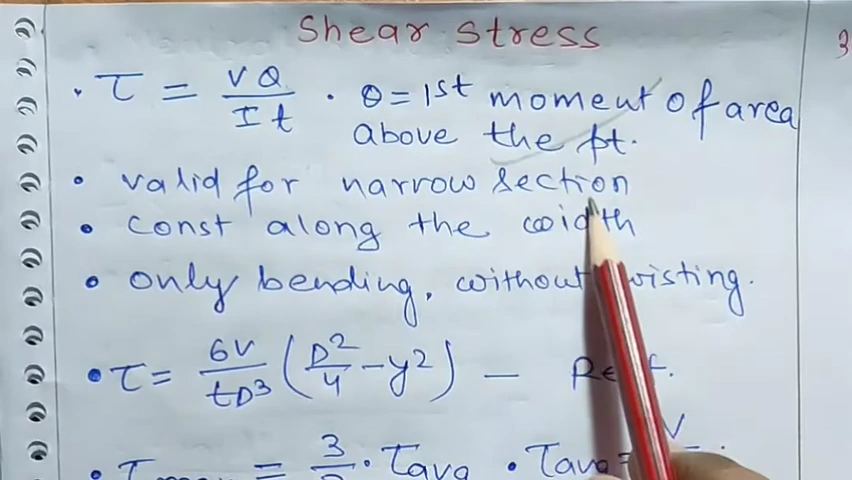 Shear Stress
3
• τ = VQ/It • Q = 1st moment of area
above the pt.
• valid for narrow section
• const along the width
• only bending, without twisting.
• τ = 6V/tD³ (D²/4 – y²) –
• = 3/ • τavg • τavg = V